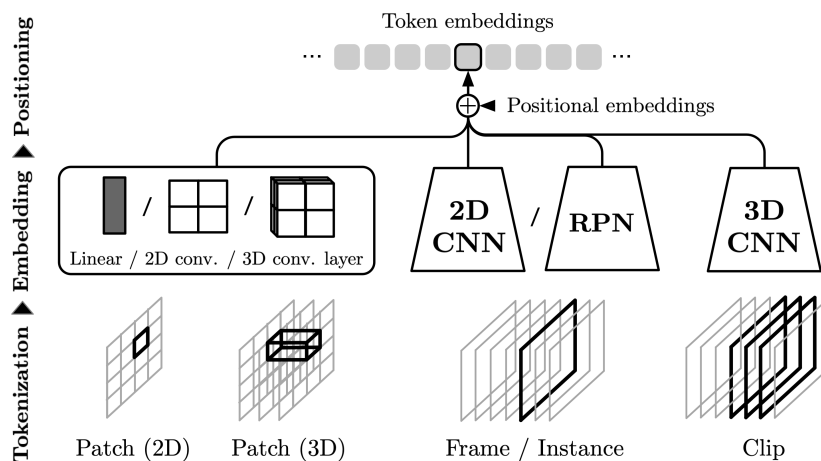 Token embeddings
... ...
Positional embeddings
Positioning
Embedding
Tokenization
/ /
Linear / 2D conv. / 3D conv. layer
2D
CNN
/
RPN
3D
CNN
Patch (2D)
Patch (3D)
Frame / Instance
Clip